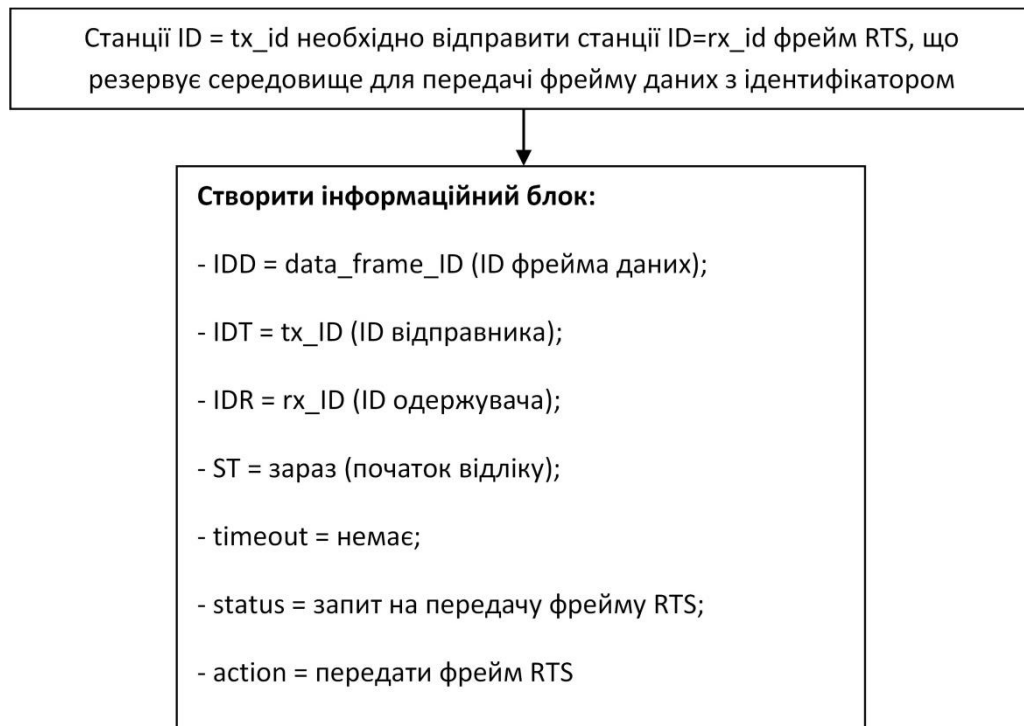 Станції ID = tx_id необхідно відправити станції ID=rx_id фрейм RTS, що
резервує середовище для передачі фрейму даних з ідентифікатором
Створити інформаційний блок:
- IDD = data_frame_ID (ID фрейма даних);
- IDT = tx_ID (ID відправника);
- IDR = rx_ID (ID одержувача);
- ST = зараз (початок відліку);
- timeout = немає;
- status = запит на передачу фрейму RTS;
- action = передати фрейм RTS